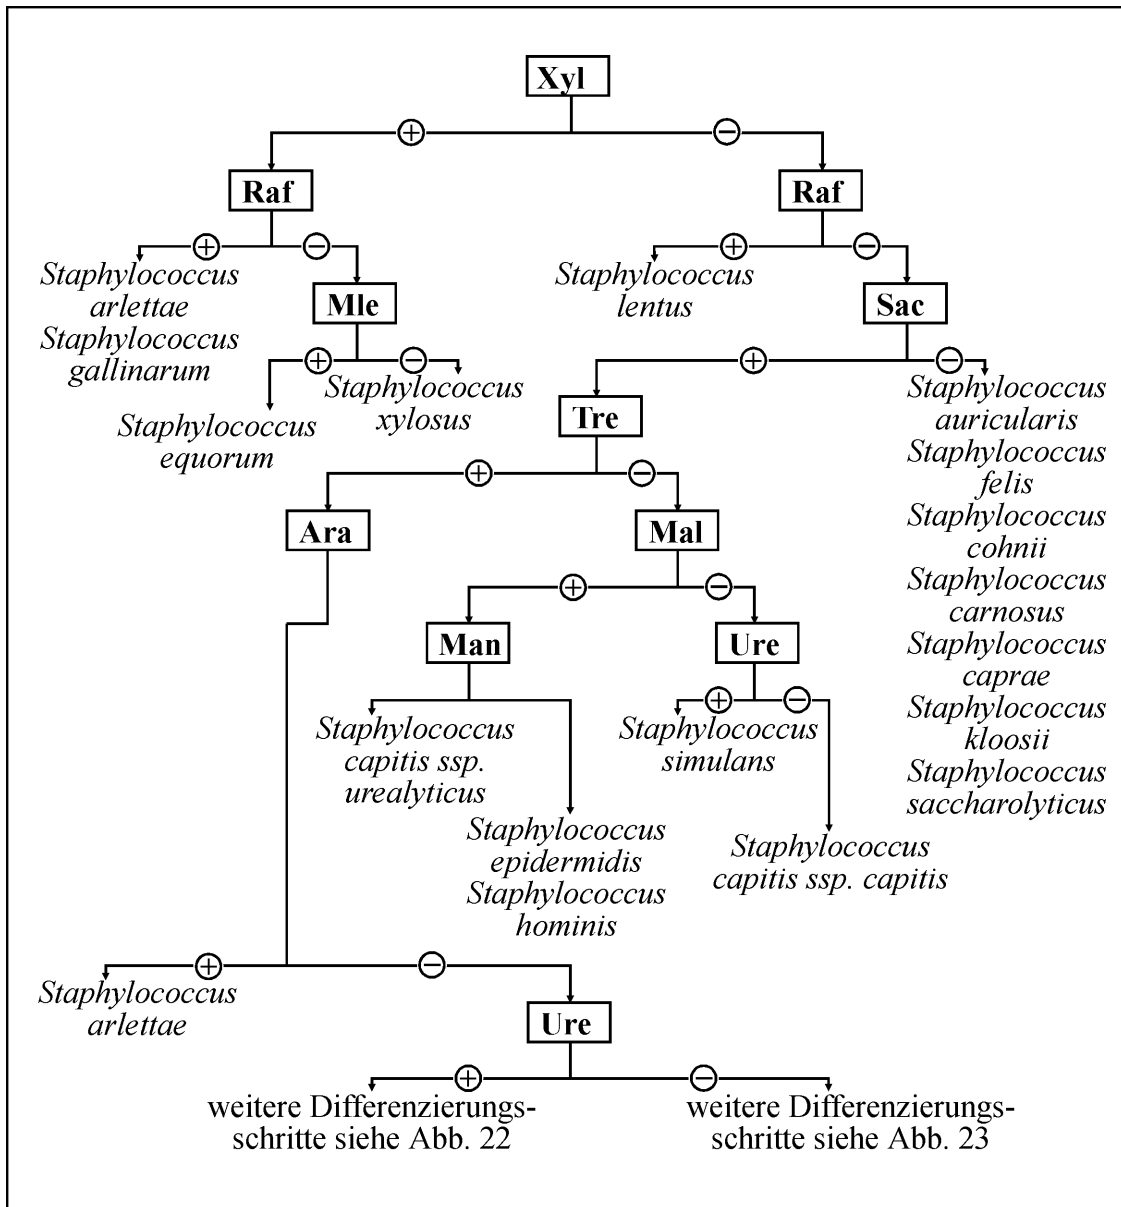 Xyl
+
−
Raf
Raf
+
−
+
−
Staphylococcus
arlettae
Staphylococcus
gallinarum
Mle
Staphylococcus
lentus
Sac
+
−
+
−
Staphylococcus
equorum
Staphylococcus
xylosus
Tre
Staphylococcus
auricularis
Staphylococcus
felis
Staphylococcus
cohnii
Staphylococcus
carnosus
Staphylococcus
caprae
Staphylococcus
kloosii
Staphylococcus
saccharolyticus
+
−
Ara
Mal
+
−
Man
Ure
+
−
Staphylococcus
capitis ssp.
urealyticus
Staphylococcus
epidermidis
Staphylococcus
hominis
Staphylococcus
simulans
Staphylococcus
capitis ssp. capitis
+
−
Staphylococcus
arlettae
Ure
+
−
weitere Differenzierungs-
schritte siehe Abb. 22
weitere Differenzierungs-
schritte siehe Abb. 23